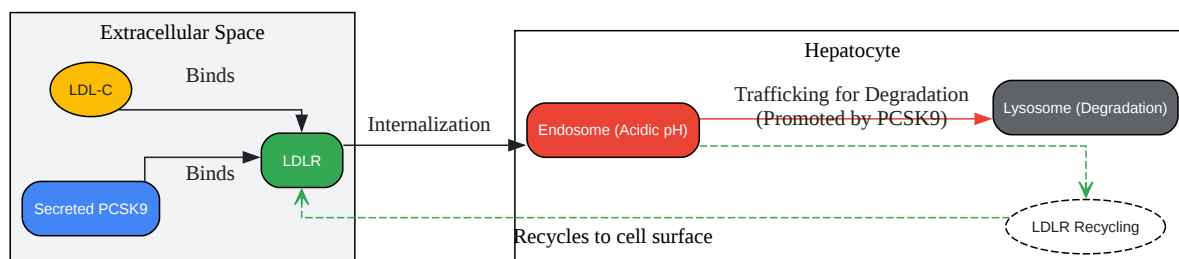 Extracellular Space
Hepatocyte
Binds
LDL-C
Trafficking for Degradation
(Promoted by PCSK9)
Lysosome (Degradation)
Internalization
Endosome (Acidic pH)
LDLR
Binds
Secreted PCSK9
LDLR Recycling
Recycles to cell surface